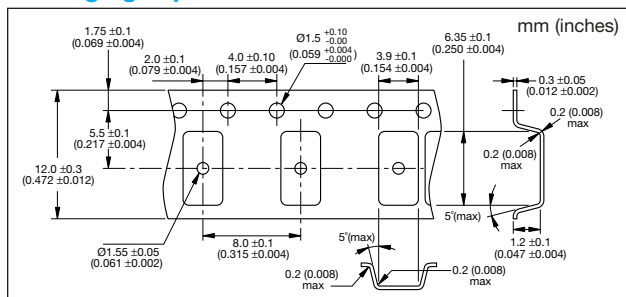 mm (inches)
1.75 ±0.1
(0.069 ±0.004)
2.0 ±0.1
(0.079 ±0.004)
4.0 ±0.10
(0.157 ±0.004)
Ø1.5 +0.10 -0.00
(0.059 +0.004 -0.000)
3.9 ±0.1
(0.154 ±0.004)
6.35 ±0.1
(0.250 ±0.004)
0.3 ±0.05
(0.012 ±0.002)
5.5 ±0.1
(0.217 ±0.004)
12.0 ±0.3
(0.472 ±0.012)
0.2 (0.008)
max
0.2 (0.008)
max
5°(max)
1.2 ±0.1
(0.047 ±0.004)
Ø1.55 ±0.05
(0.061 ±0.002)
8.0 ±0.1
(0.315 ±0.004)
5°(max)
0.2 (0.008)
max
0.2 (0.008)
max